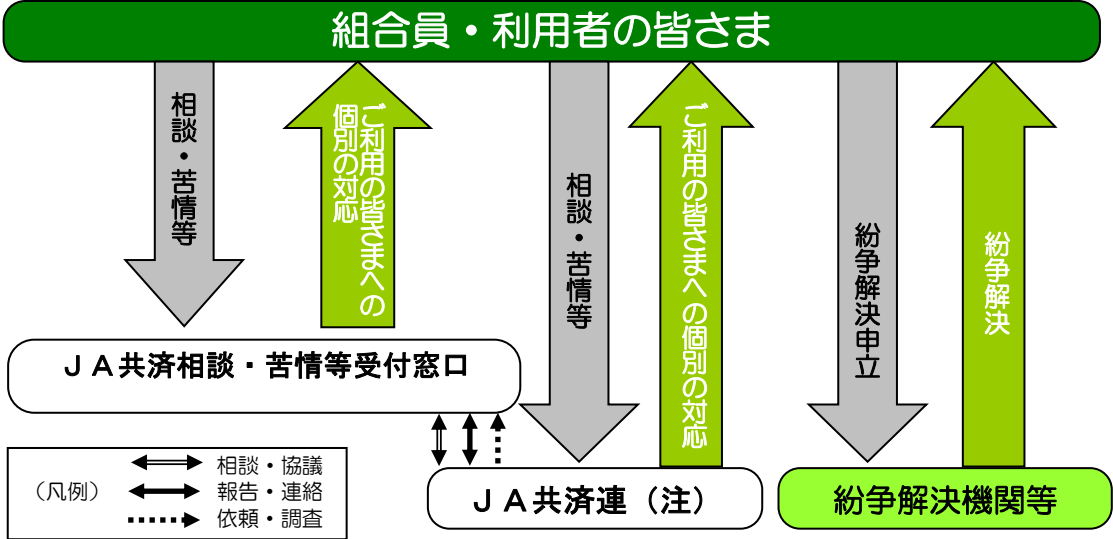 組合員・利用者の皆さま
相談・苦情等
ご利用の皆さまへの
個別の対応
相談・苦情等
ご利用の皆さまへの個別の対応
紛争解決申立
紛争解決
ＪＡ共済相談・苦情等受付窓口
（凡例）
相談・協議
報告・連絡
依頼・調査
ＪＡ共済連（注）
紛争解決機関等